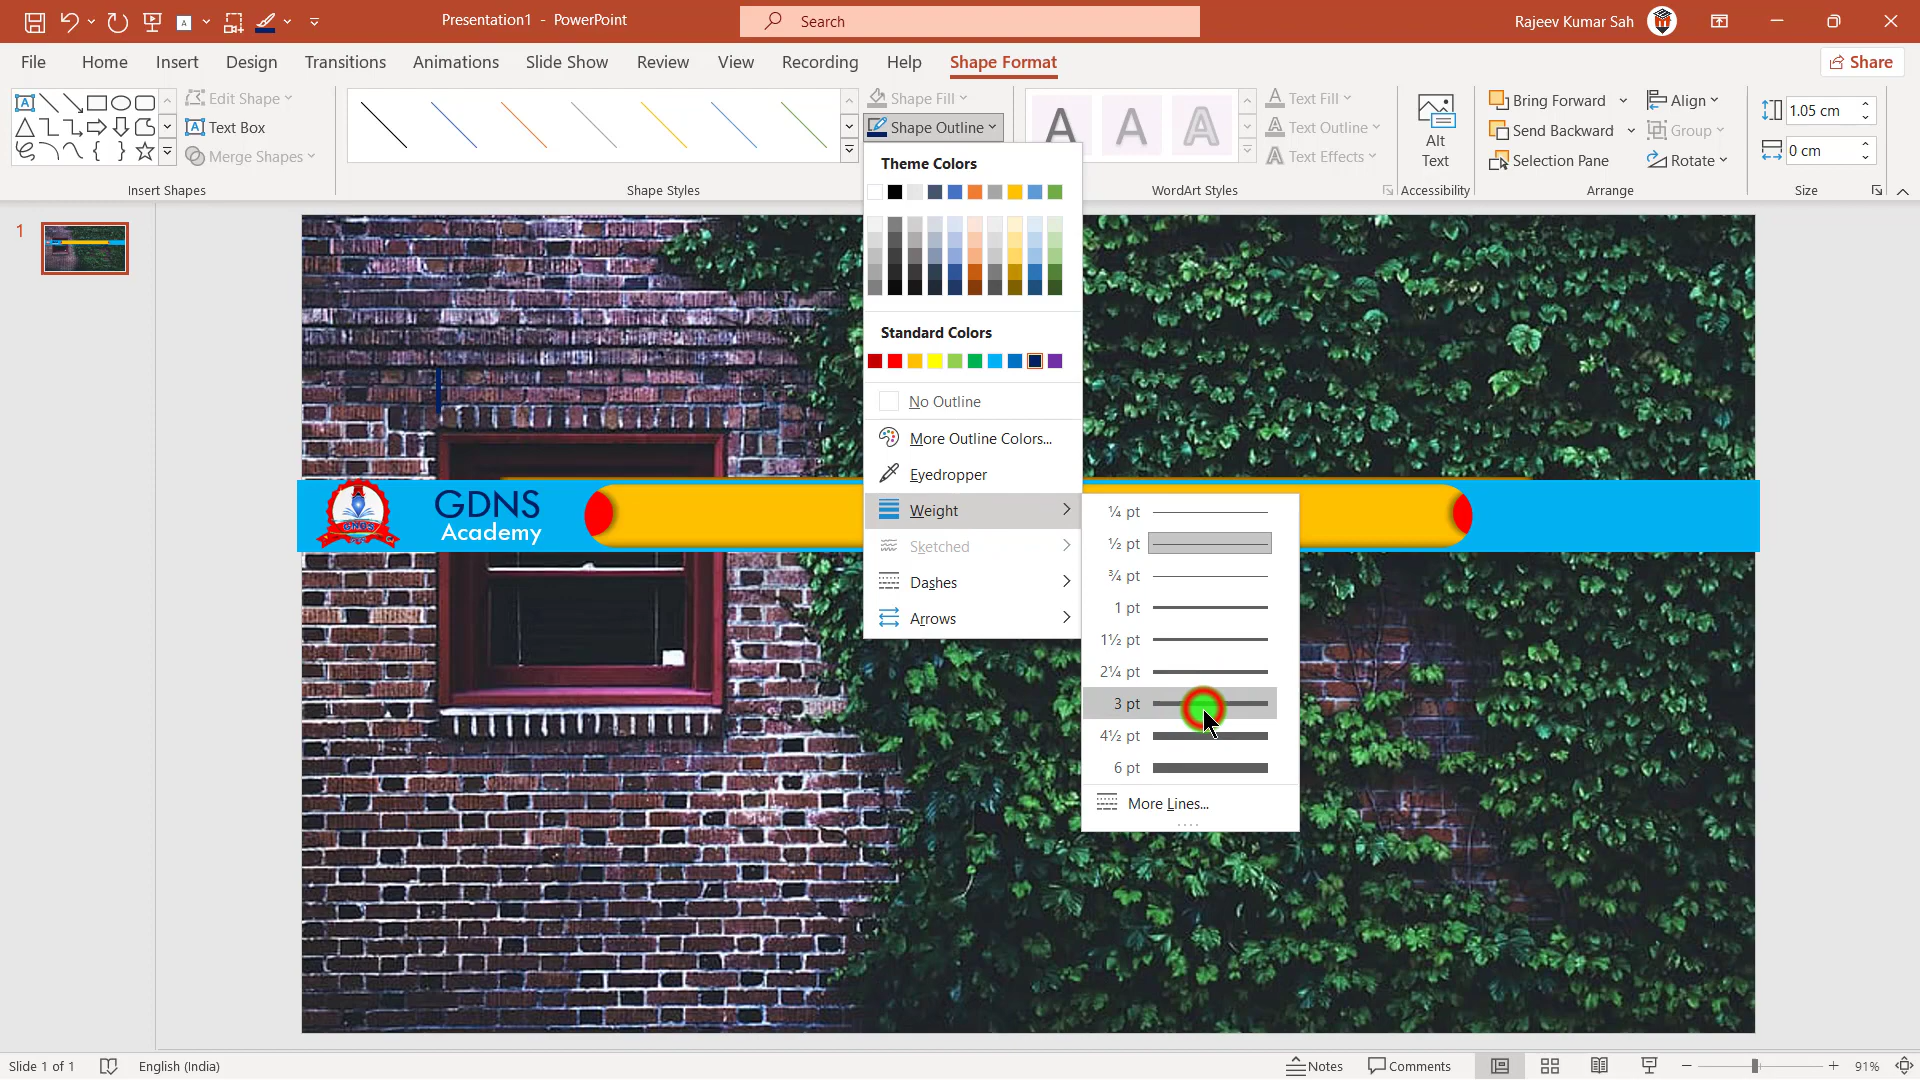 Presentation1 - PowerPoint
Search
Rajeev Kumar Sah
File
Home
Insert
Design
Transitions
Animations
Slide Show
Review
View
Recording
Help
Shape Format
Share
Edit Shape
Text Box
Merge Shapes
Insert Shapes
Shape Styles
Shape Fill
Shape Outline
A
A
A
Text Fill
Text Outline
Text Effects
WordArt Styles
Alt
Text
Accessibility
Bring Forward
Send Backward
Selection Pane
Align
Group
Rotate
Arrange
1.05 cm
0 cm
Size
Theme Colors
Standard Colors
No Outline
More Outline Colors...
Eyedropper
Weight
Sketched
Dashes
Arrows
¼ pt
½ pt
¾ pt
1 pt
1½ pt
2¼ pt
3 pt
4½ pt
6 pt
More Lines...
1
GDNS
Academy
Slide 1 of 1
English (India)
Notes
Comments
91%